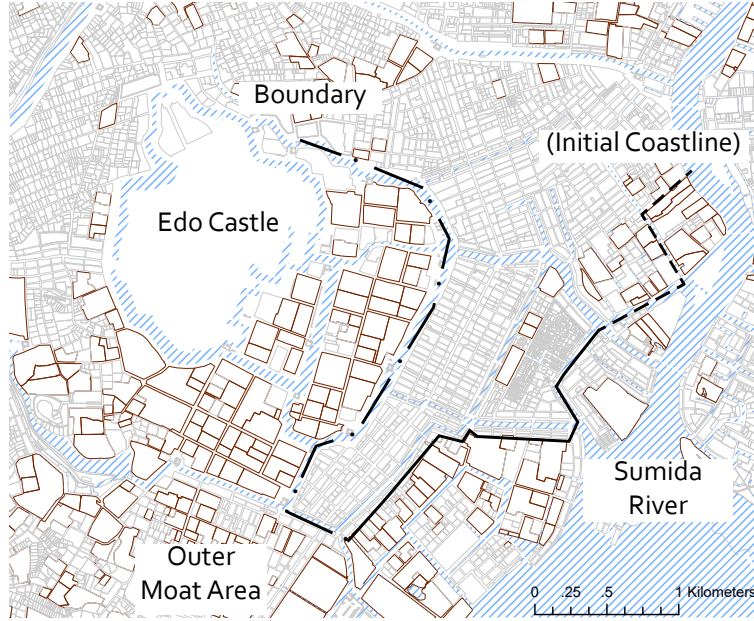 Boundary
(Initial Coastline)
Edo Castle
Sumida
River
Outer
Moat Area
0 .25 .5 1 Kilometers